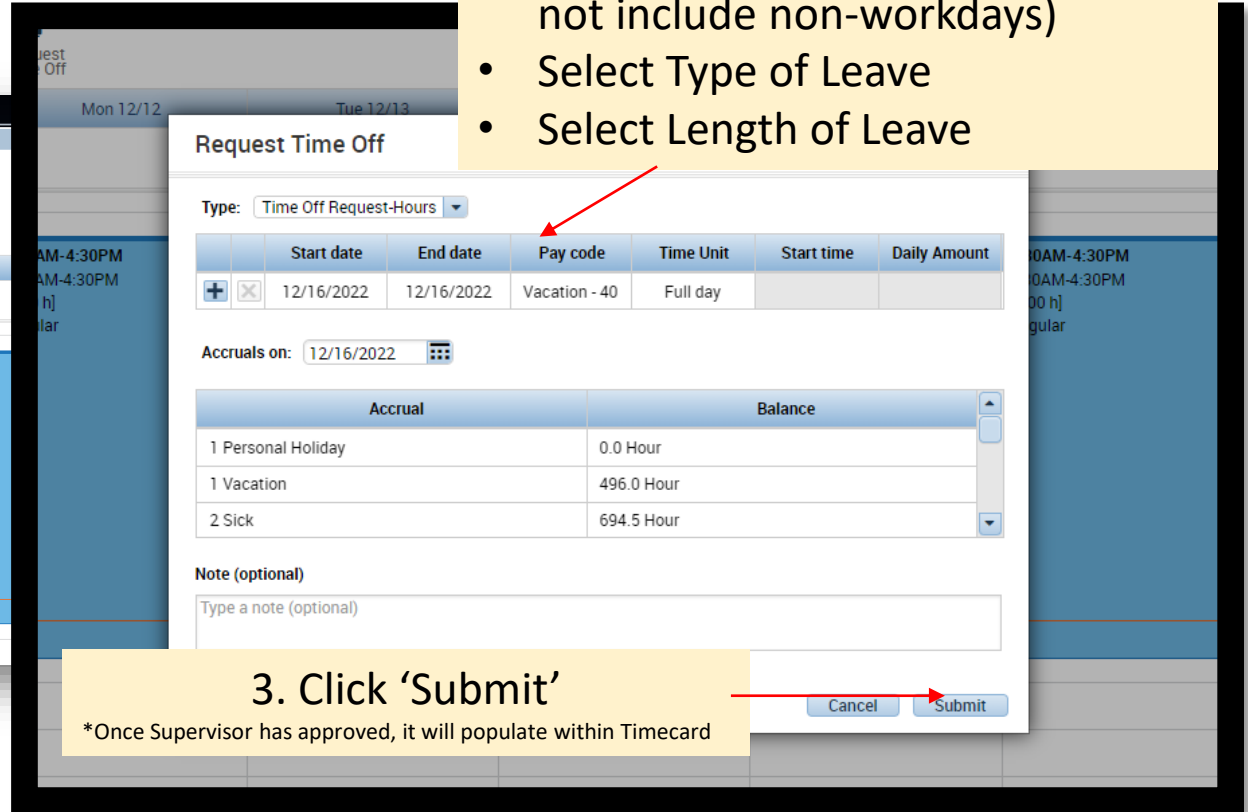 not include non-workdays)
• Select Type of Leave
• Select Length of Leave
Off
Mon 12/12 Tue 12/13
Request Time Off
Type: Time Off Request-Hours
Start date End date Pay code Time Unit Start time Daily Amount
12/16/2022 12/16/2022 Vacation - 40 Full day
Accruals on: 12/16/2022
Accrual Balance
1 Personal Holiday 0.0 Hour
1 Vacation 496.0 Hour
2 Sick 694.5 Hour
Note (optional)
Type a note (optional)
AM-4:30PM
AM-4:30PM
h]
0AM-4:30PM
0AM-4:30PM
00 h]
3. Click ‘Submit’
*Once Supervisor has approved, it will populate within Timecard
Cancel Submit